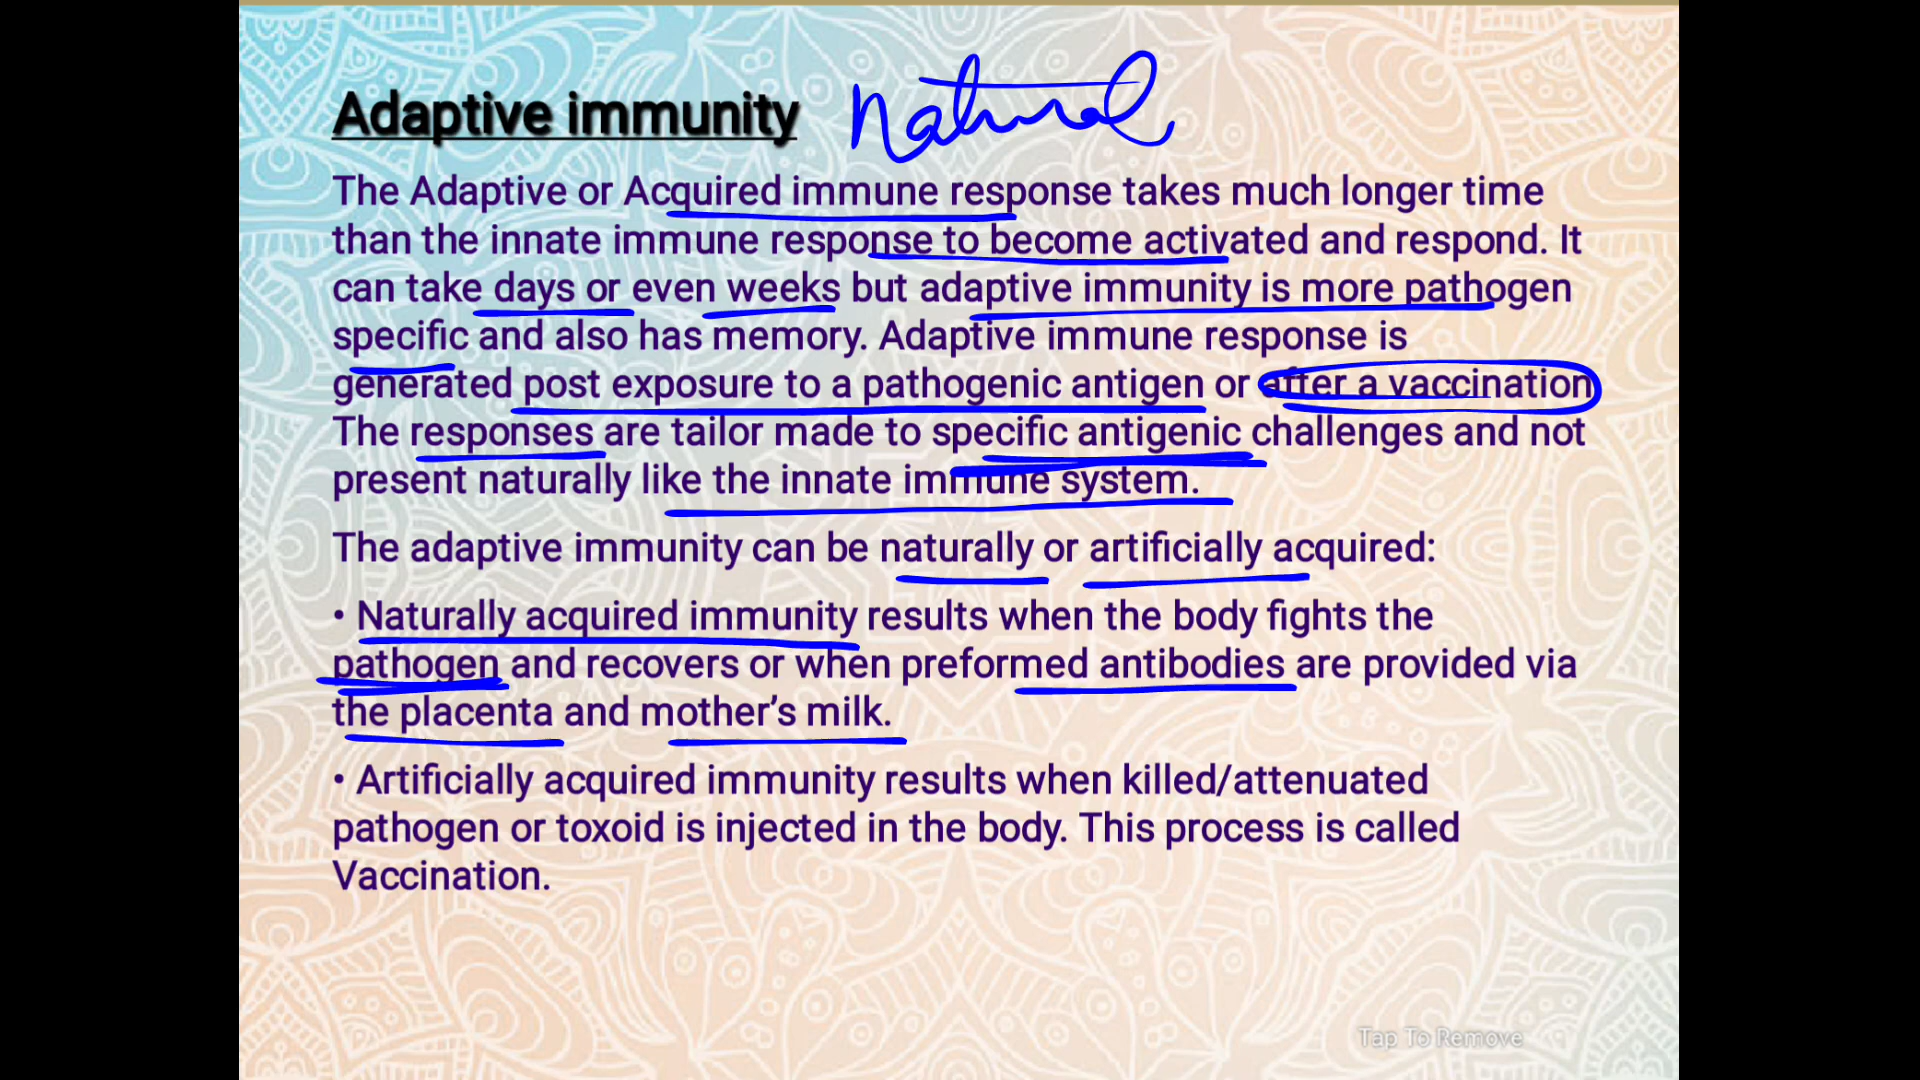 Adaptive immunity Natural
The Adaptive or Acquired immune response takes much longer time
than the innate immune response to become activated and respond. It
can take days or even weeks but adaptive immunity is more pathogen
specific and also has memory. Adaptive immune response is
generated post exposure to a pathogenic antigen or after a vaccination
The responses are tailor made to specific antigenic challenges and not
present naturally like the innate immune system.
The adaptive immunity can be naturally or artificially acquired:
• Naturally acquired immunity results when the body fights the
pathogen and recovers or when preformed antibodies are provided via
the placenta and mother’s milk.
• Artificially acquired immunity results when killed/attenuated
pathogen or toxoid is injected in the body. This process is called
Vaccination.
Tap To Remove